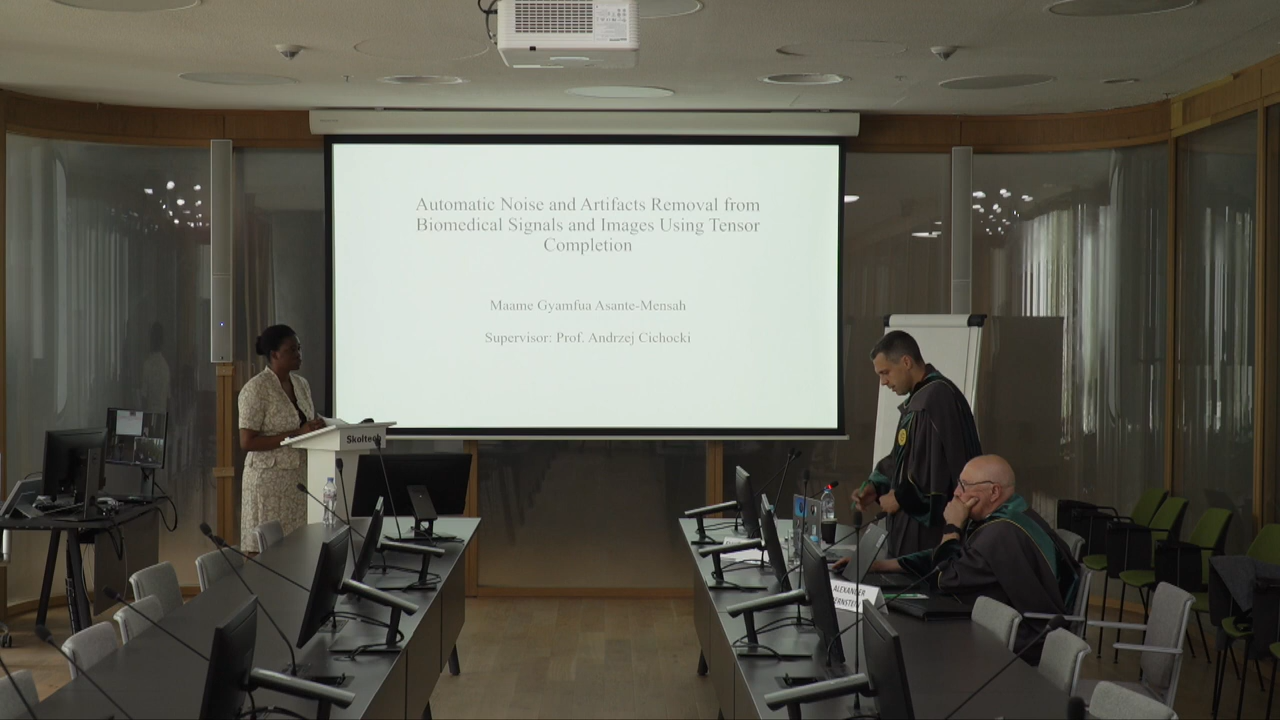 Automatic Noise and Artifacts Removal from
Biomedical Signals and Images Using Tensor
Completion
Maame Gyamfua Asante-Mensah
Supervisor: Prof. Andrzej Cichocki
Skoltech
ALEXANDER
BERNSTEIN